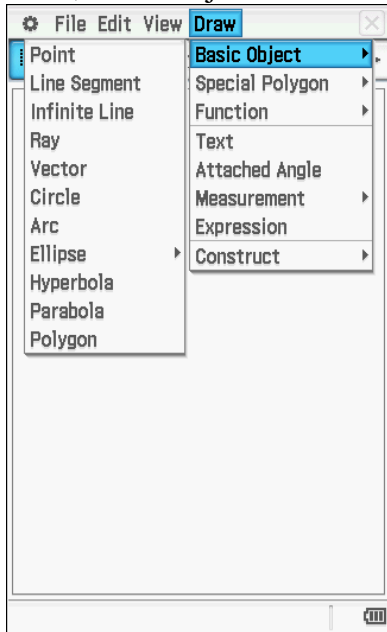 File Edit View Draw
Point
Line Segment
Infinite Line
Ray
Vector
Circle
Arc
Ellipse
Hyperbola
Parabola
Polygon
Basic Object
Special Polygon
Function
Text
Attached Angle
Measurement
Expression
Construct